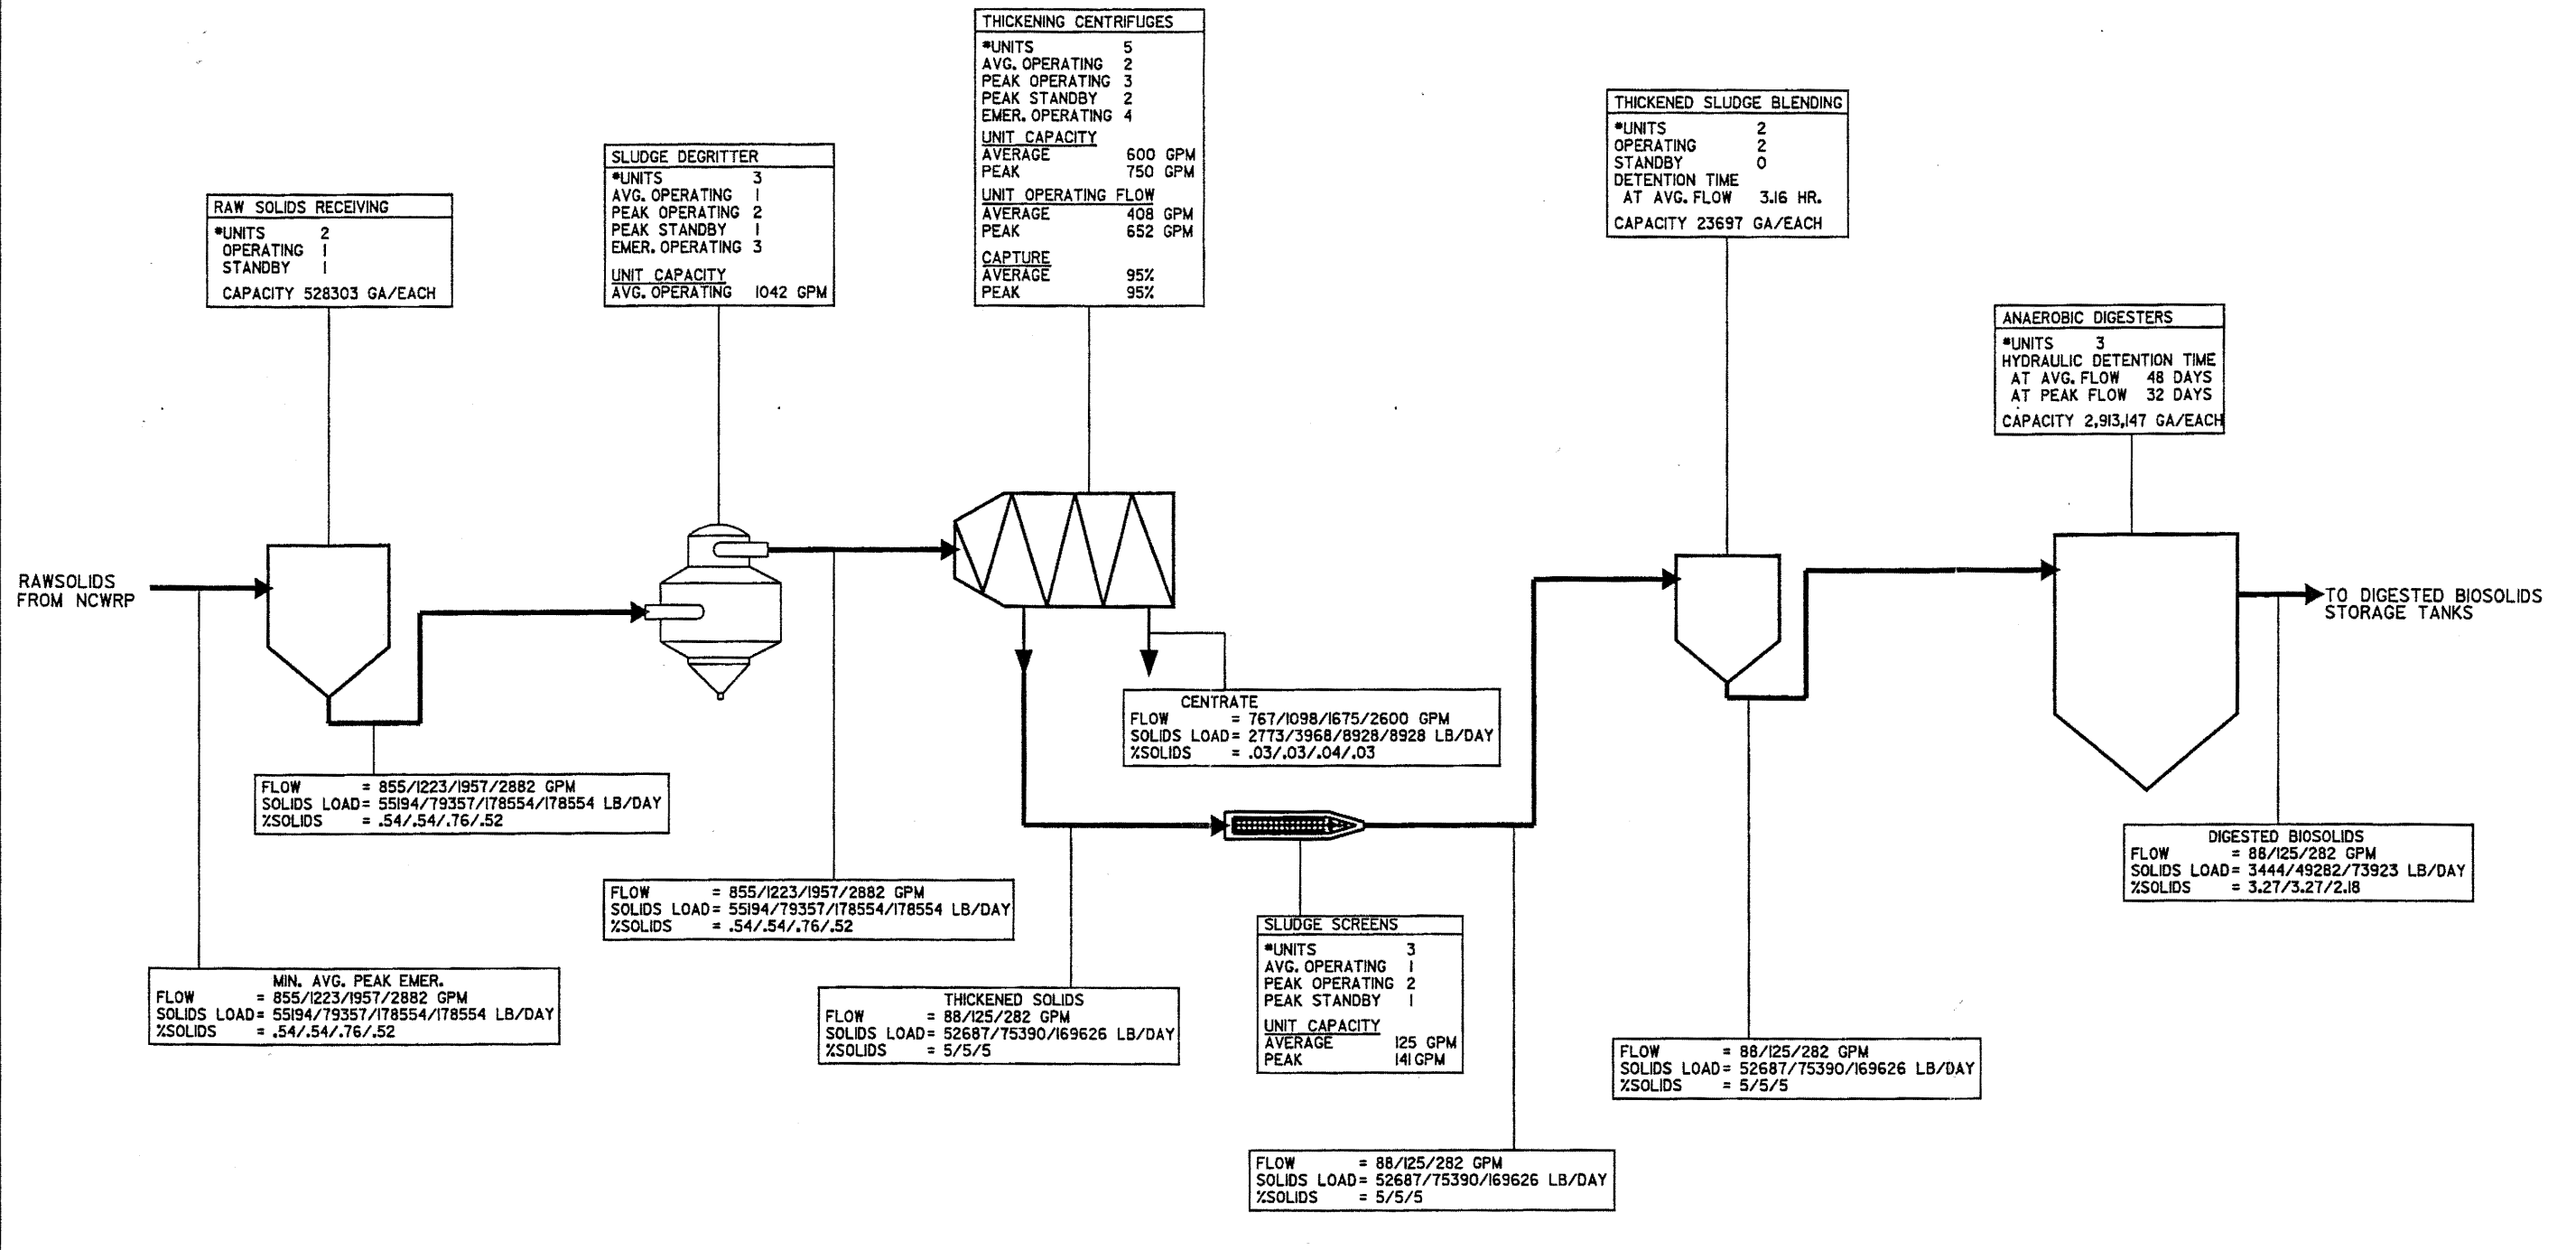 THICKENING CENTRIFUGES
*UNITS 5
AVG. OPERATING 2
PEAK OPERATING 3
PEAK STANDBY 2
EMER. OPERATING 4
UNIT CAPACITY
AVERAGE 600 GPM
PEAK 750 GPM
UNIT OPERATING FLOW
AVERAGE 408 GPM
PEAK 652 GPM
CAPTURE
AVERAGE 95%
PEAK 95%
THICKENED SLUDGE BLENDING
*UNITS 2
OPERATING 2
STANDBY 0
DETENTION TIME
AT AVG. FLOW 3.16 HR.
CAPACITY 23697 GA/EACH
SLUDGE DEGRITTER
*UNITS 3
AVG. OPERATING 1
PEAK OPERATING 2
PEAK STANDBY 1
EMER. OPERATING 3
UNIT CAPACITY
AVG. OPERATING 1042 GPM
RAW SOLIDS RECEIVING
*UNITS 2
OPERATING 1
STANDBY 1
CAPACITY 528303 GA/EACH
ANAEROBIC DIGESTERS
*UNITS 3
HYDRAULIC DETENTION TIME
AT AVG. FLOW 48 DAYS
AT PEAK FLOW 32 DAYS
CAPACITY 2,913,147 GA/EACH
RAWSOLIDS
FROM NCWRP
TO DIGESTED BIOSOLIDS
STORAGE TANKS
CENTRATE
FLOW = 767/1098/1675/2600 GPM
SOLIDS LOAD= 2773/3968/8928/8928 LB/DAY
%SOLIDS = .03/.03/.04/.03
FLOW = 855/1223/1957/2882 GPM
SOLIDS LOAD= 55194/79357/178554/178554 LB/DAY
%SOLIDS = .54/.54/.76/.52
DIGESTED BIOSOLIDS
FLOW = 88/125/282 GPM
SOLIDS LOAD= 3444/49282/73923 LB/DAY
%SOLIDS = 3.27/3.27/2.18
FLOW = 855/1223/1957/2882 GPM
SOLIDS LOAD= 55194/79357/178554/178554 LB/DAY
%SOLIDS = .54/.54/.76/.52
SLUDGE SCREENS
*UNITS 3
AVG. OPERATING 1
PEAK OPERATING 2
PEAK STANDBY 1
UNIT CAPACITY
AVERAGE 125 GPM
PEAK 141 GPM
MIN. AVG. PEAK EMER.
FLOW = 855/1223/1957/2882 GPM
SOLIDS LOAD= 55194/79357/178554/178554 LB/DAY
%SOLIDS = .54/.54/.76/.52
THICKENED SOLIDS
FLOW = 88/125/282 GPM
SOLIDS LOAD= 52687/75390/169626 LB/DAY
%SOLIDS = 5/5/5
FLOW = 88/125/282 GPM
SOLIDS LOAD= 52687/75390/169626 LB/DAY
%SOLIDS = 5/5/5
FLOW = 88/125/282 GPM
SOLIDS LOAD= 52687/75390/169626 LB/DAY
%SOLIDS = 5/5/5